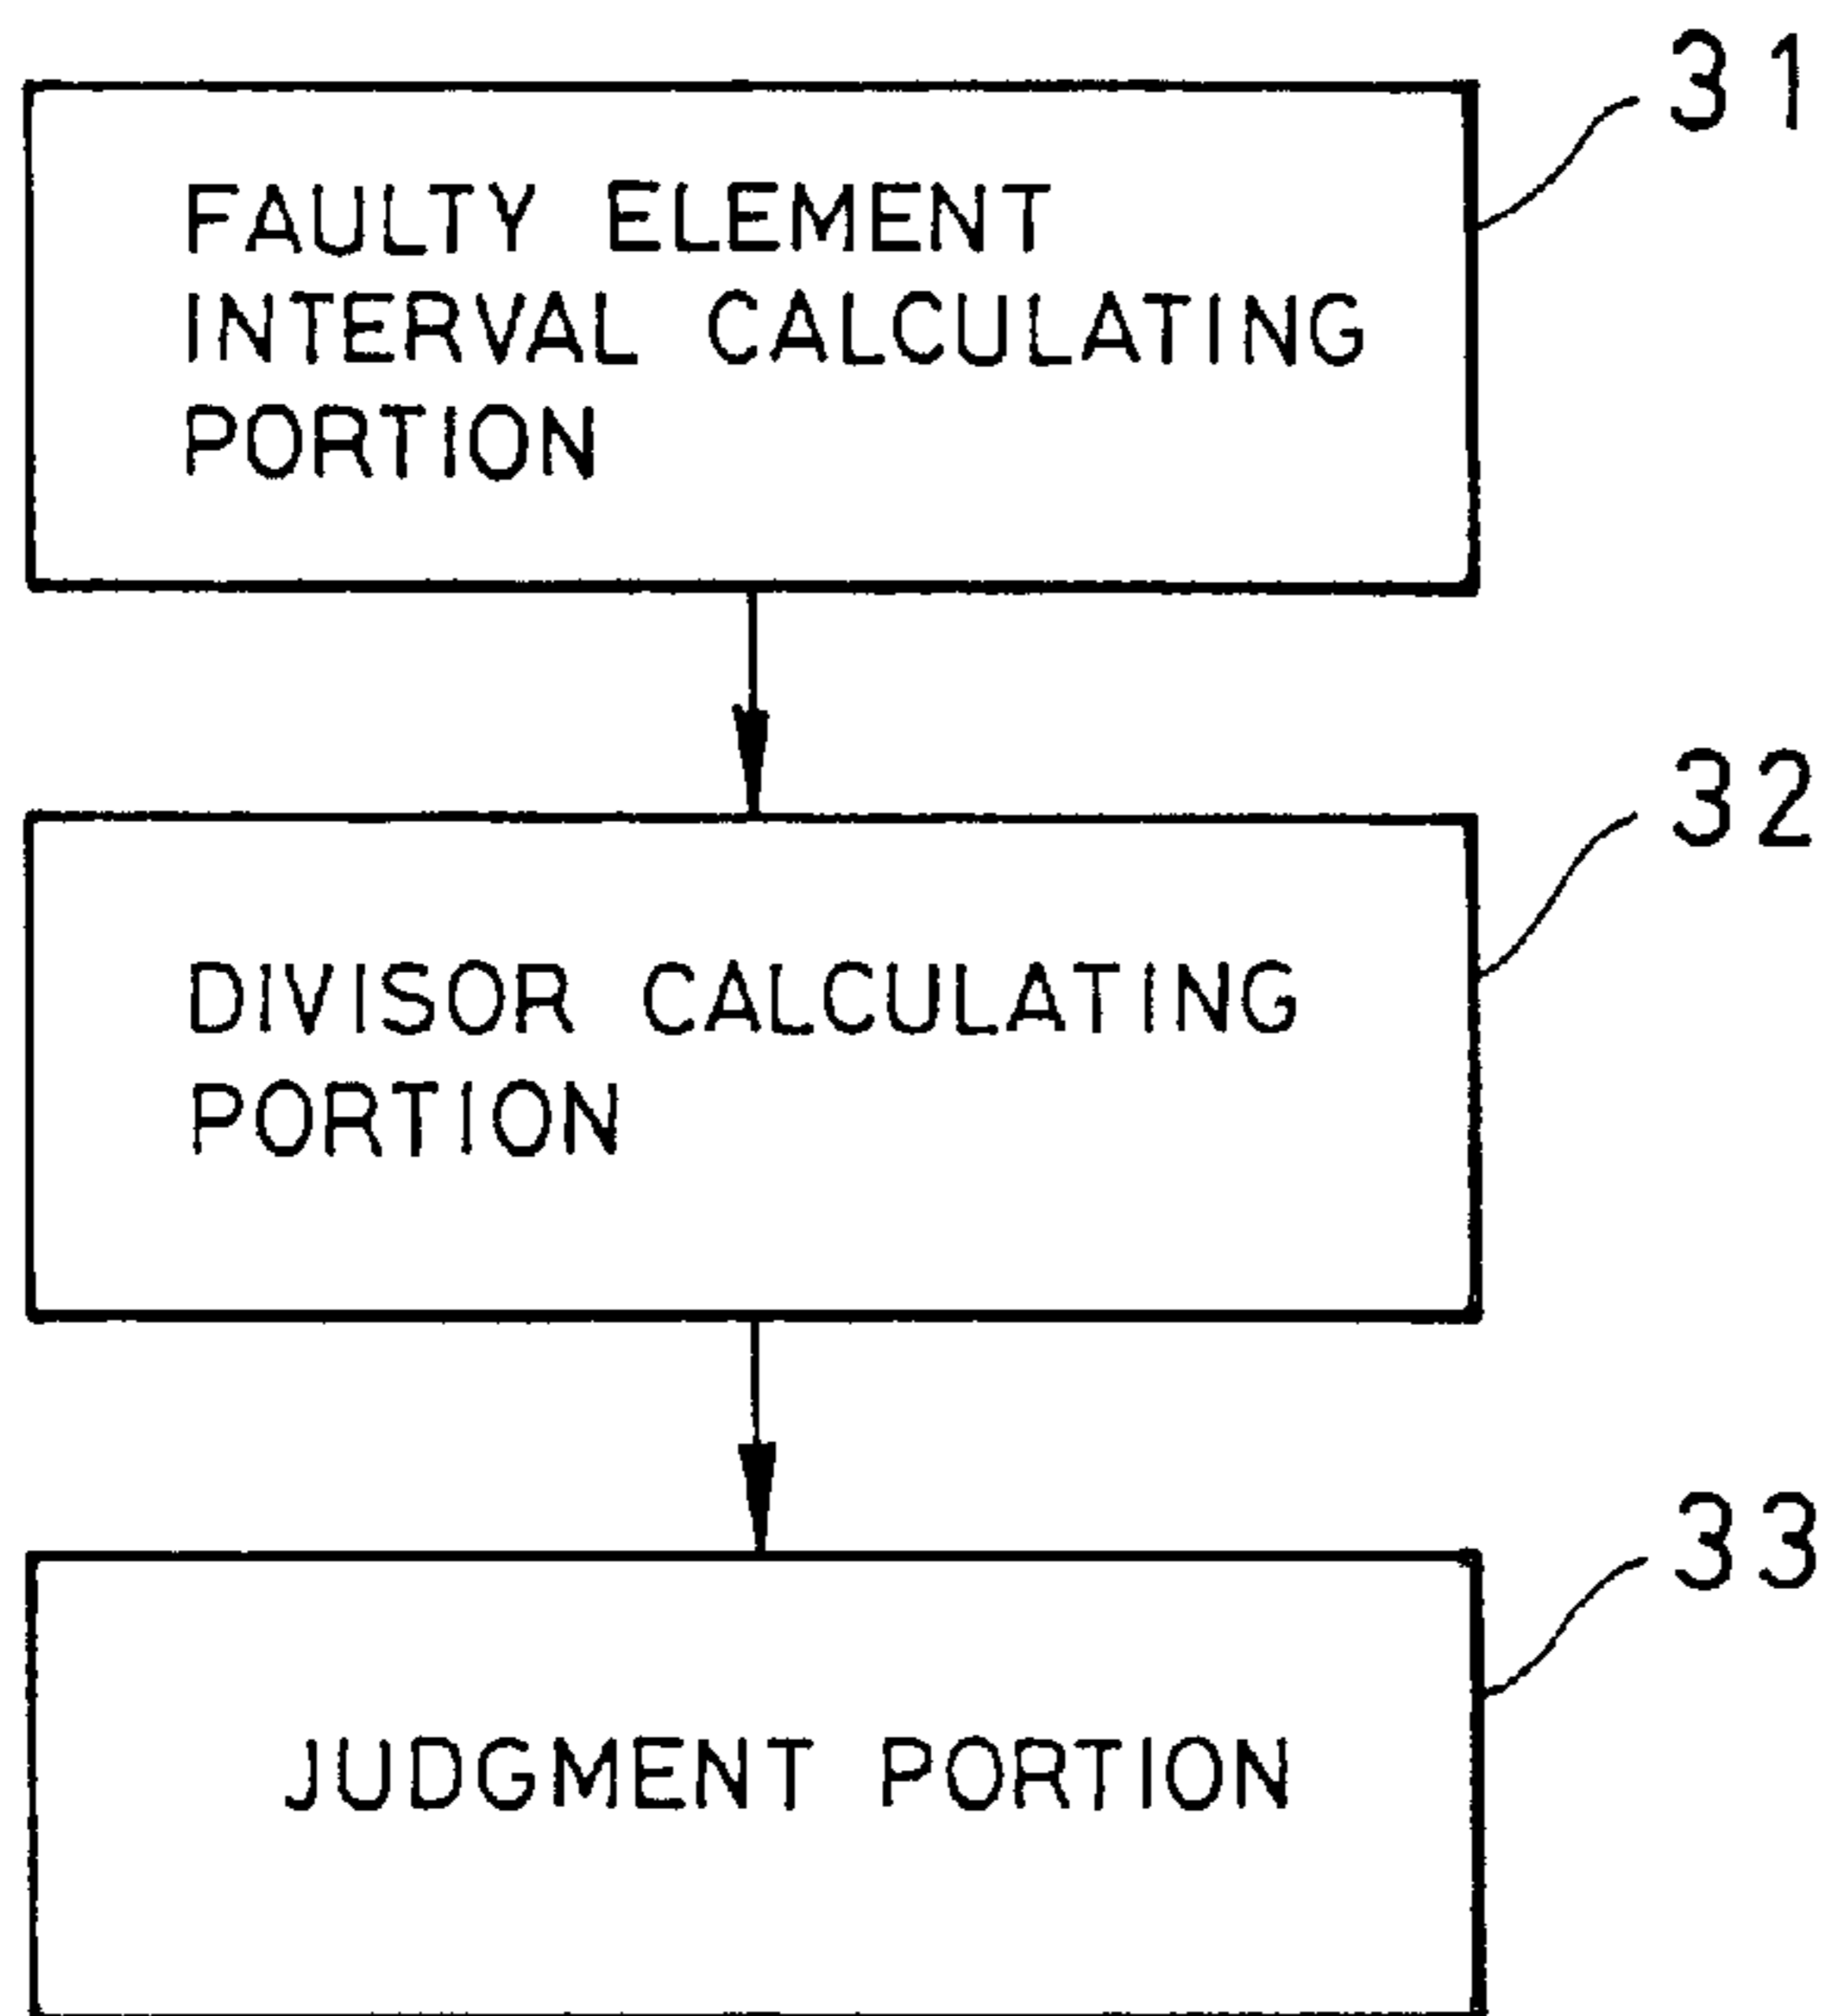 31
FAULTY ELEMENT
INTERVAL CALCULATING
PORTION
32
DIVISOR CALCULATING
PORTION
33
JUDGMENT PORTION